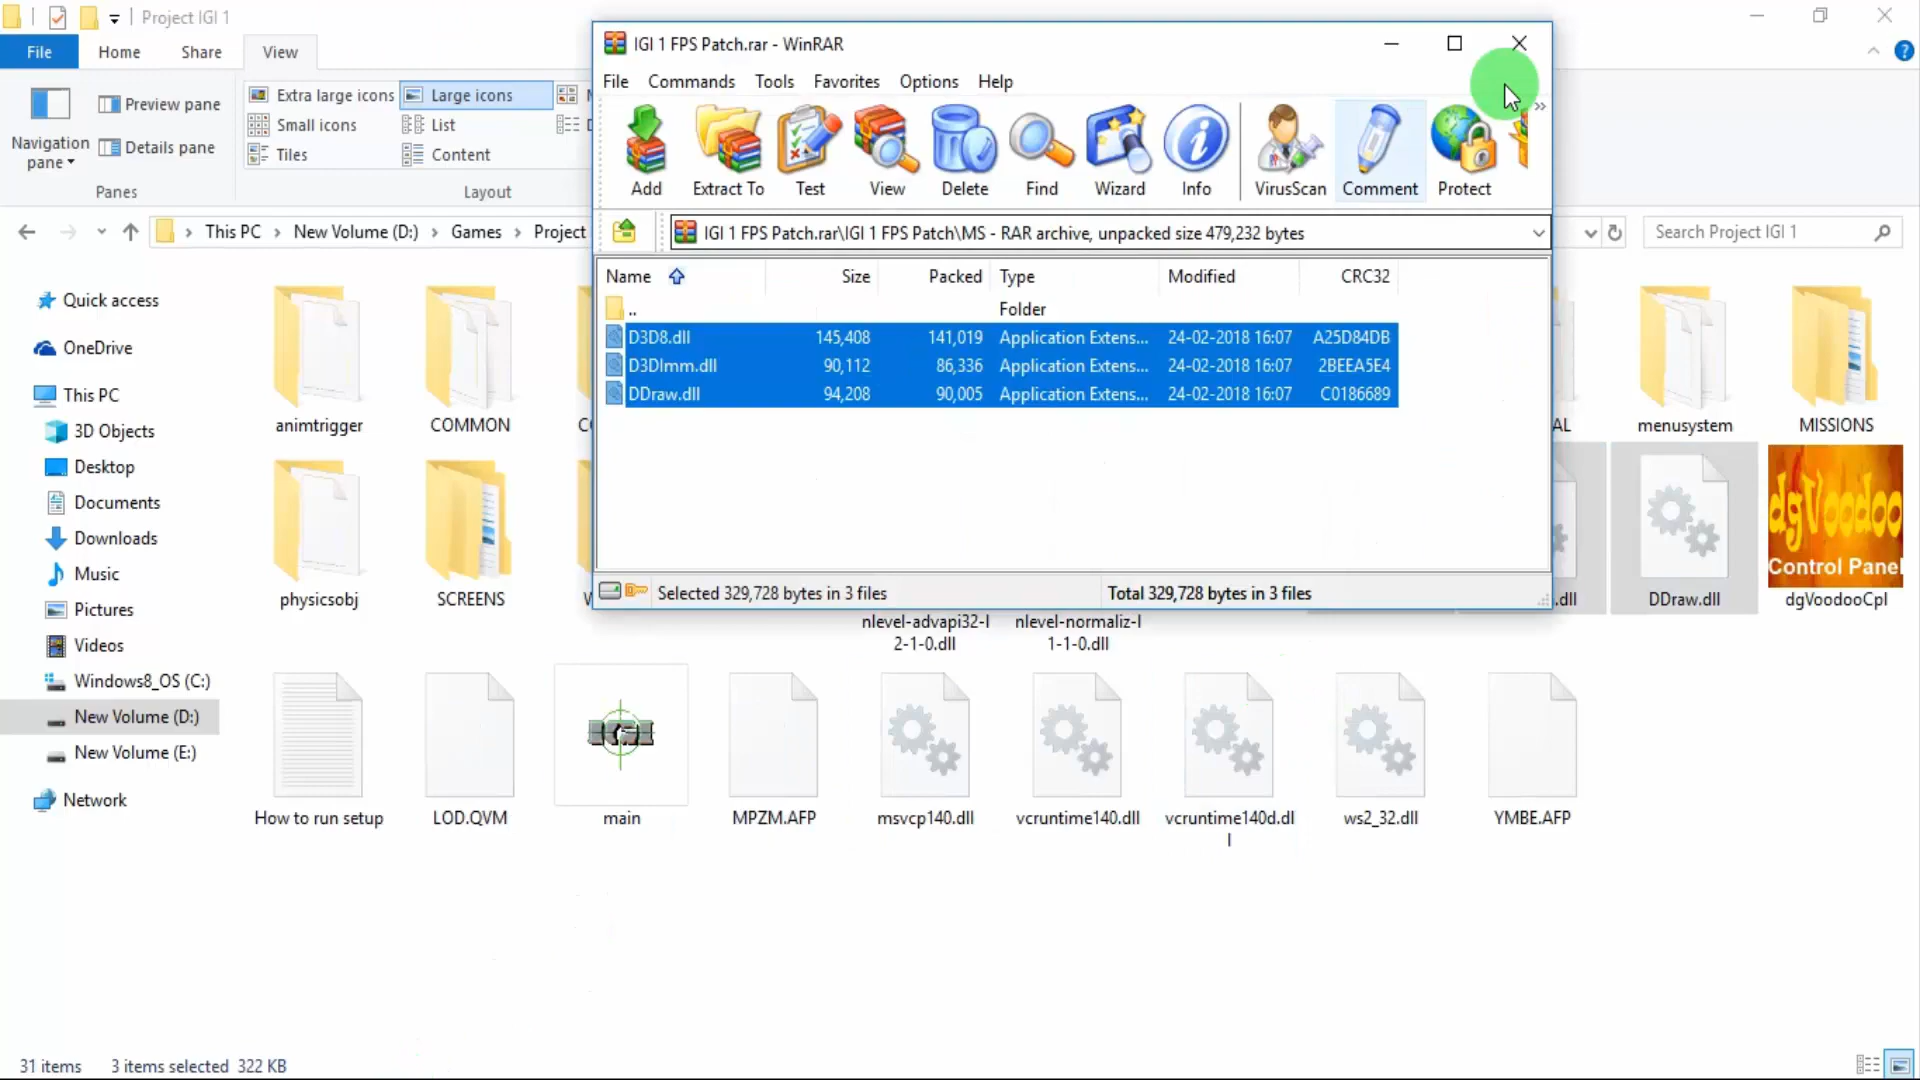 Project IGI 1
File Home Share View
Extra large icons Large icons
Preview pane
Small icons List
Navigation pane
Details pane
Tiles Content
Panes Layout
This PC > New Volume (D:) > Games > Project
Search Project IGI 1
Quick access
OneDrive
This PC
3D Objects
Desktop
Documents
Downloads
Music
Pictures
Videos
Windows8_OS (C:)
New Volume (D:)
New Volume (E:)
Network
IGI 1 FPS Patch.rar - WinRAR
File Commands Tools Favorites Options Help
Add Extract To Test View Delete Find Wizard Info VirusScan Comment Protect
IGI 1 FPS Patch.rar\IGI 1 FPS Patch\MS - RAR archive, unpacked size 479,232 bytes
Name Size Packed Type Modified CRC32
.. Folder
D3D8.dll 145,408 141,019 Application Extens... 24-02-2018 16:07 A25D84DB
D3DImm.dll 90,112 86,336 Application Extens... 24-02-2018 16:07 2BEEA5E4
DDraw.dll 94,208 90,005 Application Extens... 24-02-2018 16:07 C0186689
Selected 329,728 bytes in 3 files Total 329,728 bytes in 3 files
animtrigger COMMON AL menusystem MISSIONS
dgVoodoo
Control Panel
physicsobj SCREENS .dll DDraw.dll dgVoodooCpl
nlevel-advapi32-l nlevel-normaliz-l
2-1-0.dll 1-1-0.dll
IGI
How to run setup LOD.QVM main MPZM.AFP msvcp140.dll vcruntime140.dll vcruntime140d.dl ws2_32.dll YMBE.AFP
l
31 items 3 items selected 322 KB